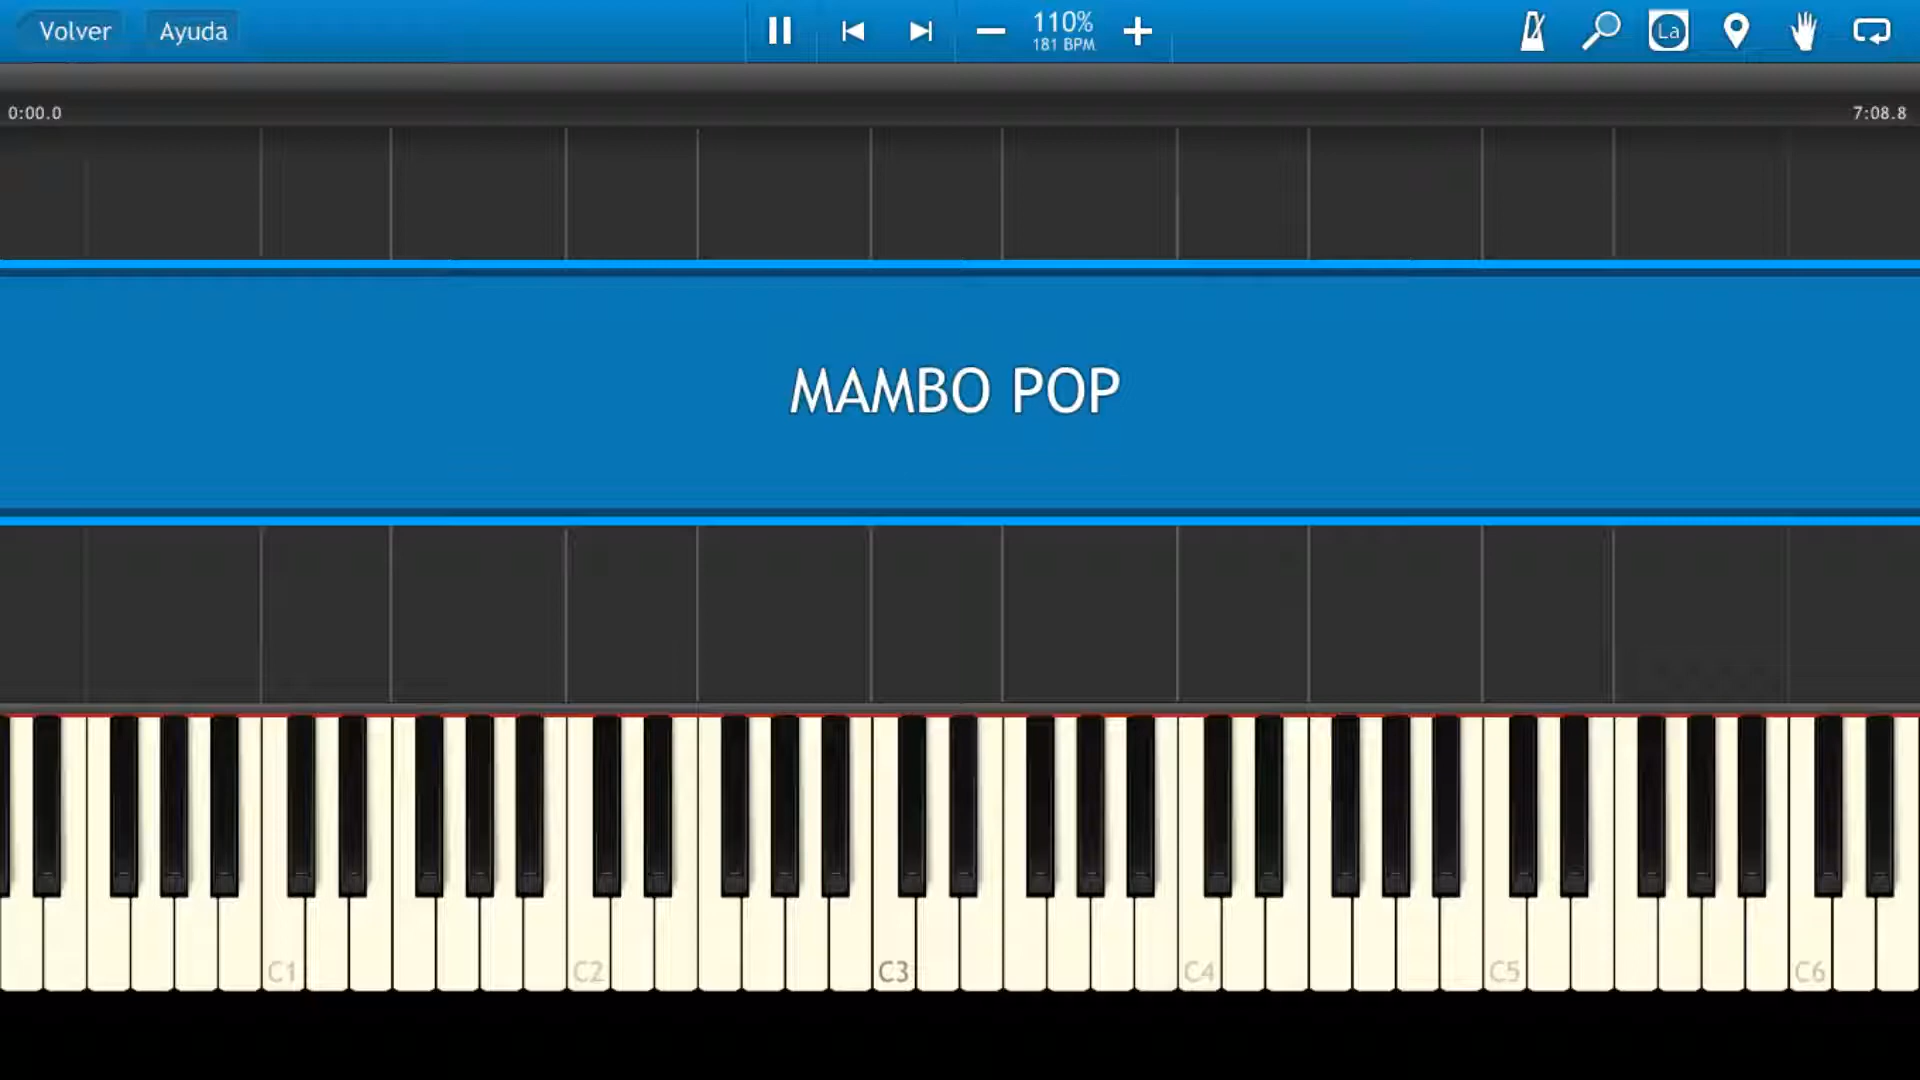 Volver
Ayuda
110%
181 BPM
La
0:00.0
7:08.8
MAMBO POP
C1
C2
C3
C4
C5
C6